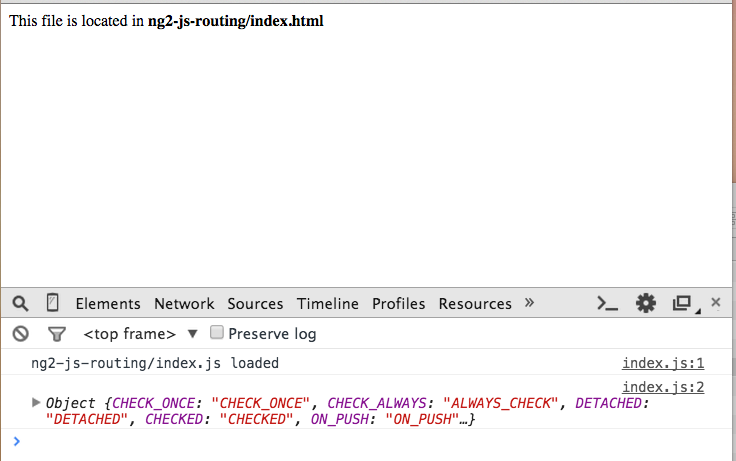 This file is located in ng2-js-routing/index.html
Elements Network Sources Timeline Profiles Resources »
<top frame> ▼ Preserve log
ng2-js-routing/index.js loaded index.js:1
index.js:2
Object {CHECK_ONCE: "CHECK_ONCE", CHECK_ALWAYS: "ALWAYS_CHECK", DETACHED:
"DETACHED", CHECKED: "CHECKED", ON_PUSH: "ON_PUSH"…}